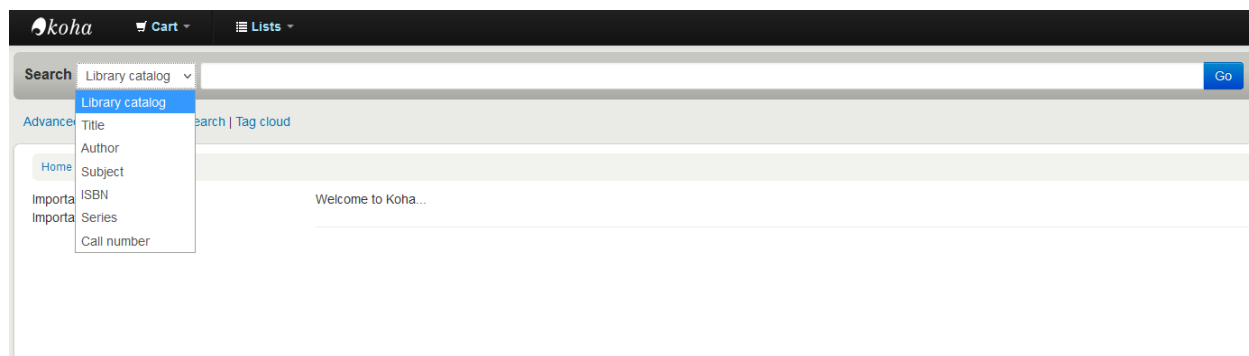 koha Cart Lists
Search Library catalog Go
Library catalog
Advance earch | Tag cloud
Title
Author
Home
Subject
Importa ISBN Welcome to Koha...
Importa Series
Call number